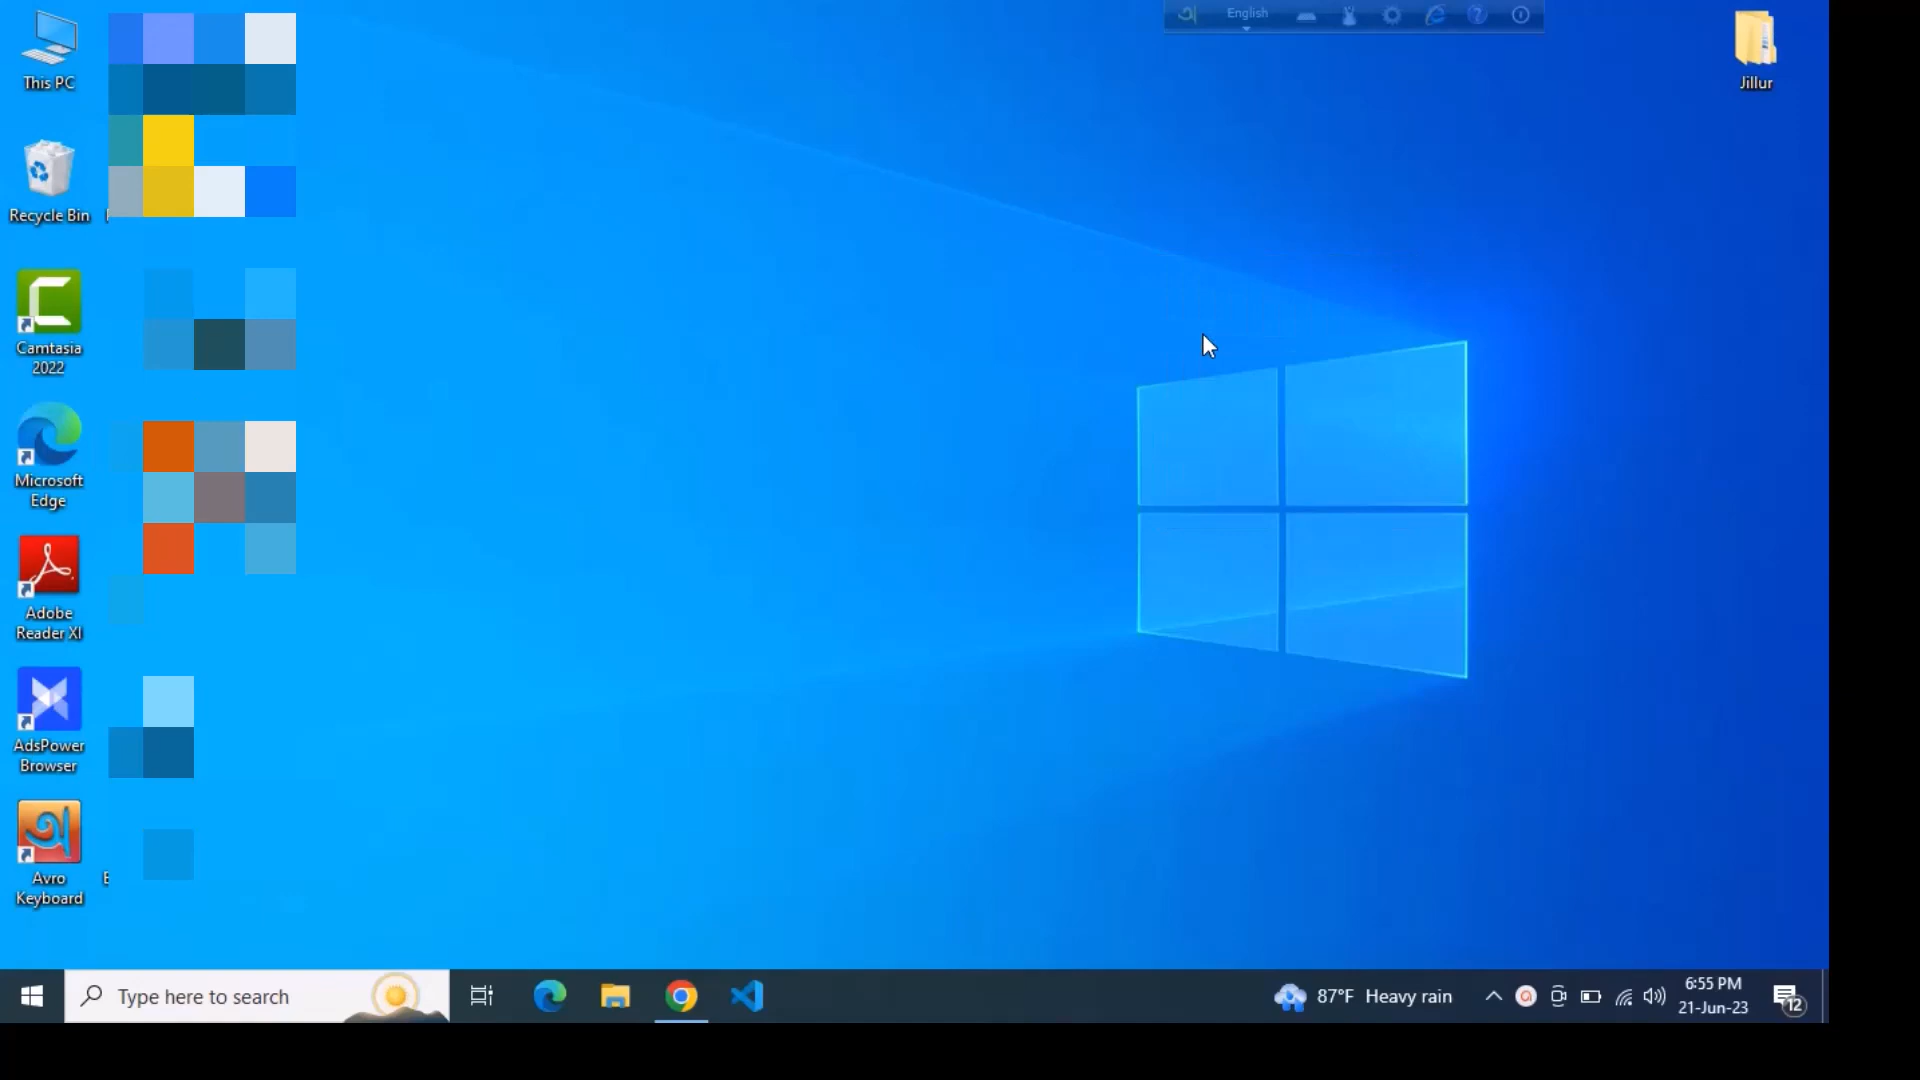 English
This PC
Jillur
Recycle Bin
Camtasia
2022
Microsoft
Edge
Adobe
Reader XI
AdsPower
Browser
Avro
Keyboard
Type here to search
87°F Heavy rain
6:55 PM
21-Jun-23
12